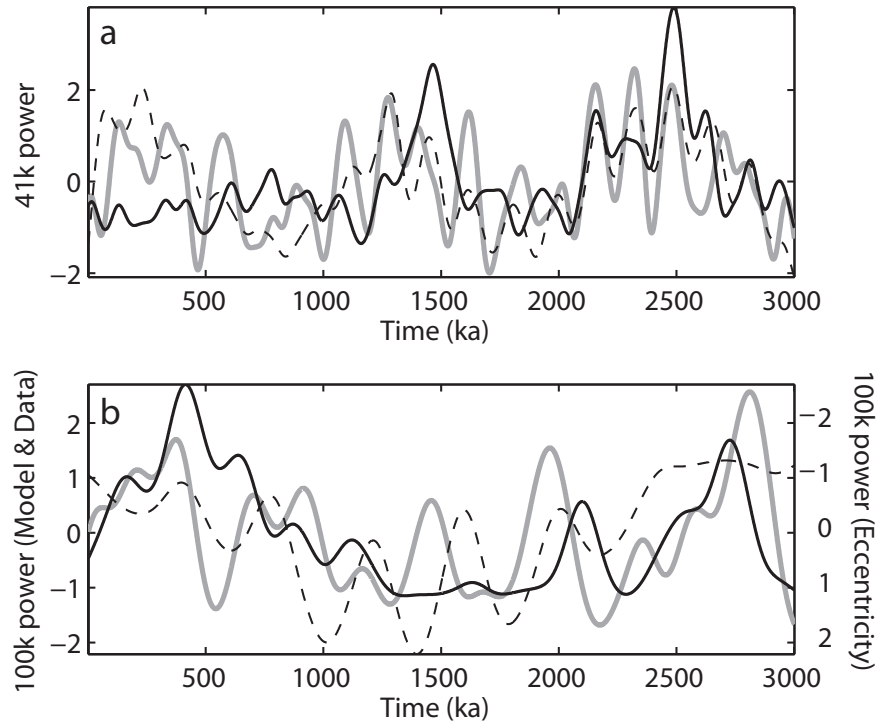 a
41k power
2
0
−2
500 1000 1500 2000 2500 3000
Time (ka)
b
100k power (Model & Data)
2
1
0
−1
−2
100k power (Eccentricity)
−2
−1
0
1
2
500 1000 1500 2000 2500 3000
Time (ka)